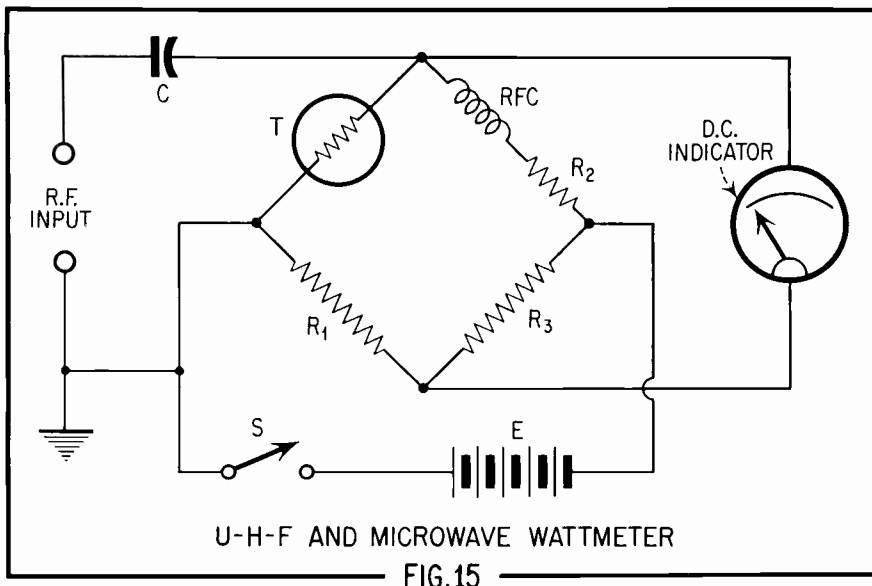 C
T
RFC
R2
D.C.
INDICATOR
R.F.
INPUT
R1
R3
S
E
U-H-F AND MICROWAVE WATTMETER
FIG.15